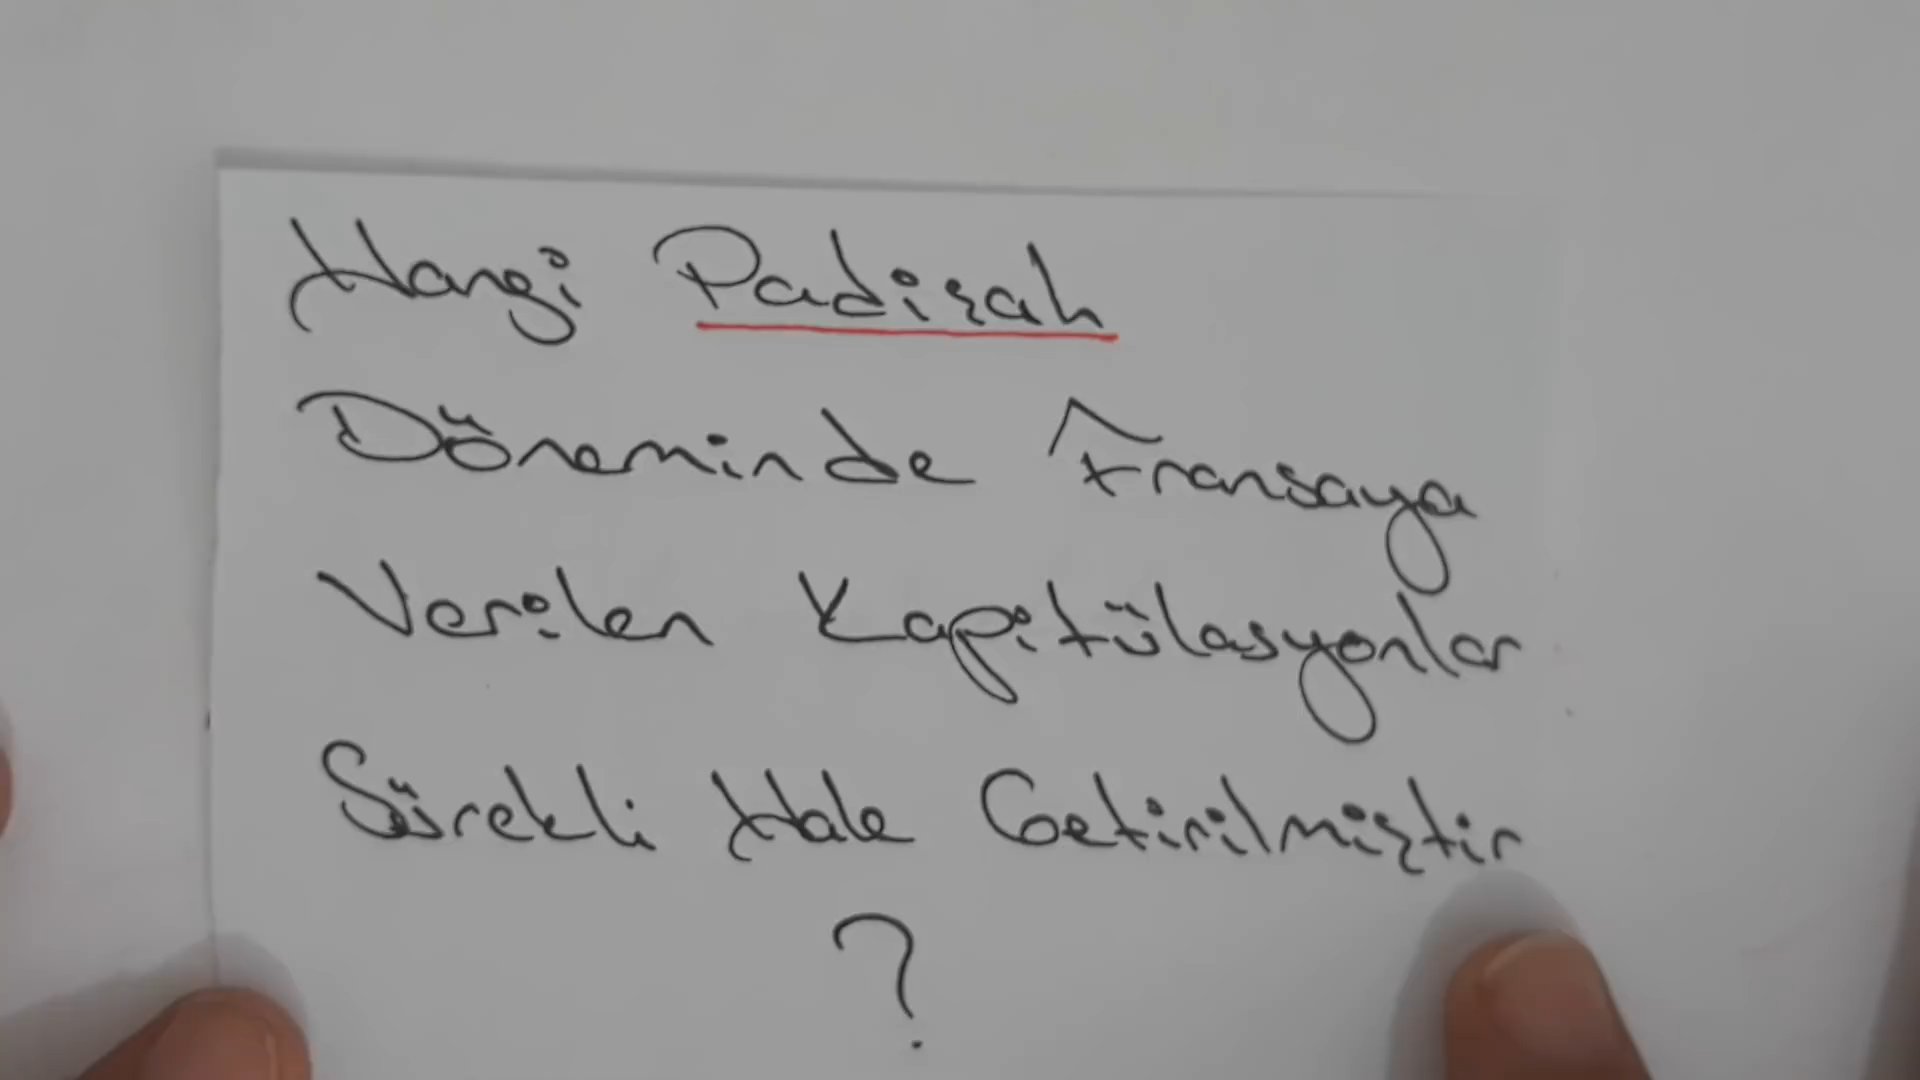 Hangi Padişah
Döneminde Fransaya
Verilen Kapitülasyonlar
Sürekli Hale Getirilmiştir
?